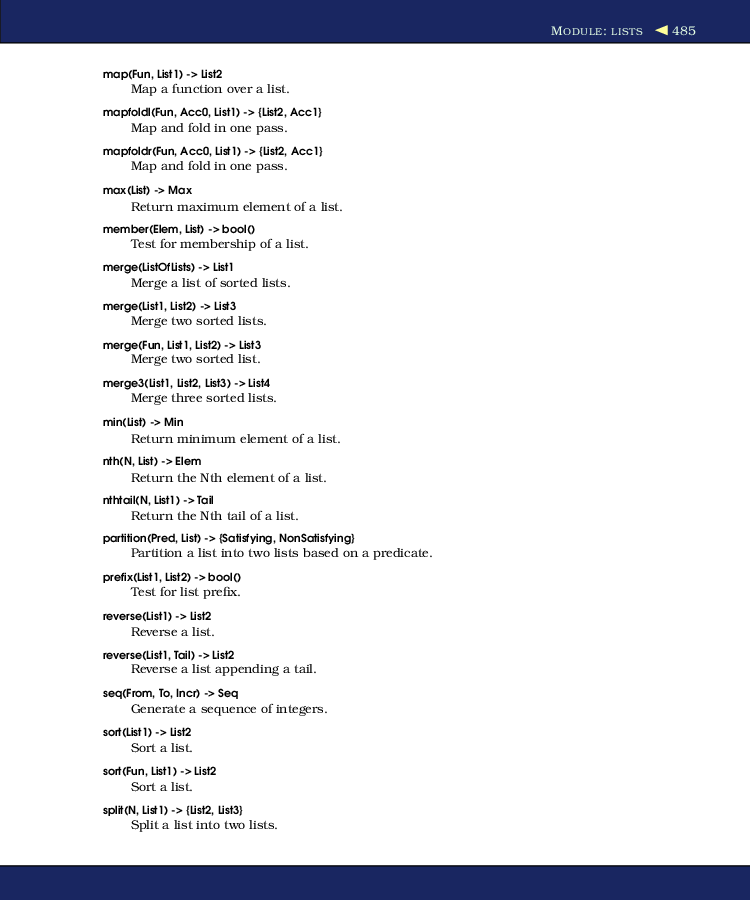 MODULE: LISTS ◀ 485
map(Fun, List1) -> List2
Map a function over a list.
mapfoldl(Fun, Acc0, List1) -> {List2, Acc1}
Map and fold in one pass.
mapfoldr(Fun, Acc0, List1) -> {List2, Acc1}
Map and fold in one pass.
max(List) -> Max
Return maximum element of a list.
member(Elem, List) -> bool()
Test for membership of a list.
merge(ListOfLists) -> List1
Merge a list of sorted lists.
merge(List1, List2) -> List3
Merge two sorted lists.
merge(Fun, List1, List2) -> List3
Merge two sorted list.
merge3(List1, List2, List3) -> List4
Merge three sorted lists.
min(List) -> Min
Return minimum element of a list.
nth(N, List) -> Elem
Return the Nth element of a list.
nthtail(N, List1) -> Tail
Return the Nth tail of a list.
partition(Pred, List) -> {Satisfying, NonSatisfying}
Partition a list into two lists based on a predicate.
prefix(List1, List2) -> bool()
Test for list prefix.
reverse(List1) -> List2
Reverse a list.
reverse(List1, Tail) -> List2
Reverse a list appending a tail.
seq(From, To, Incr) -> Seq
Generate a sequence of integers.
sort(List1) -> List2
Sort a list.
sort(Fun, List1) -> List2
Sort a list.
split(N, List1) -> {List2, List3}
Split a list into two lists.